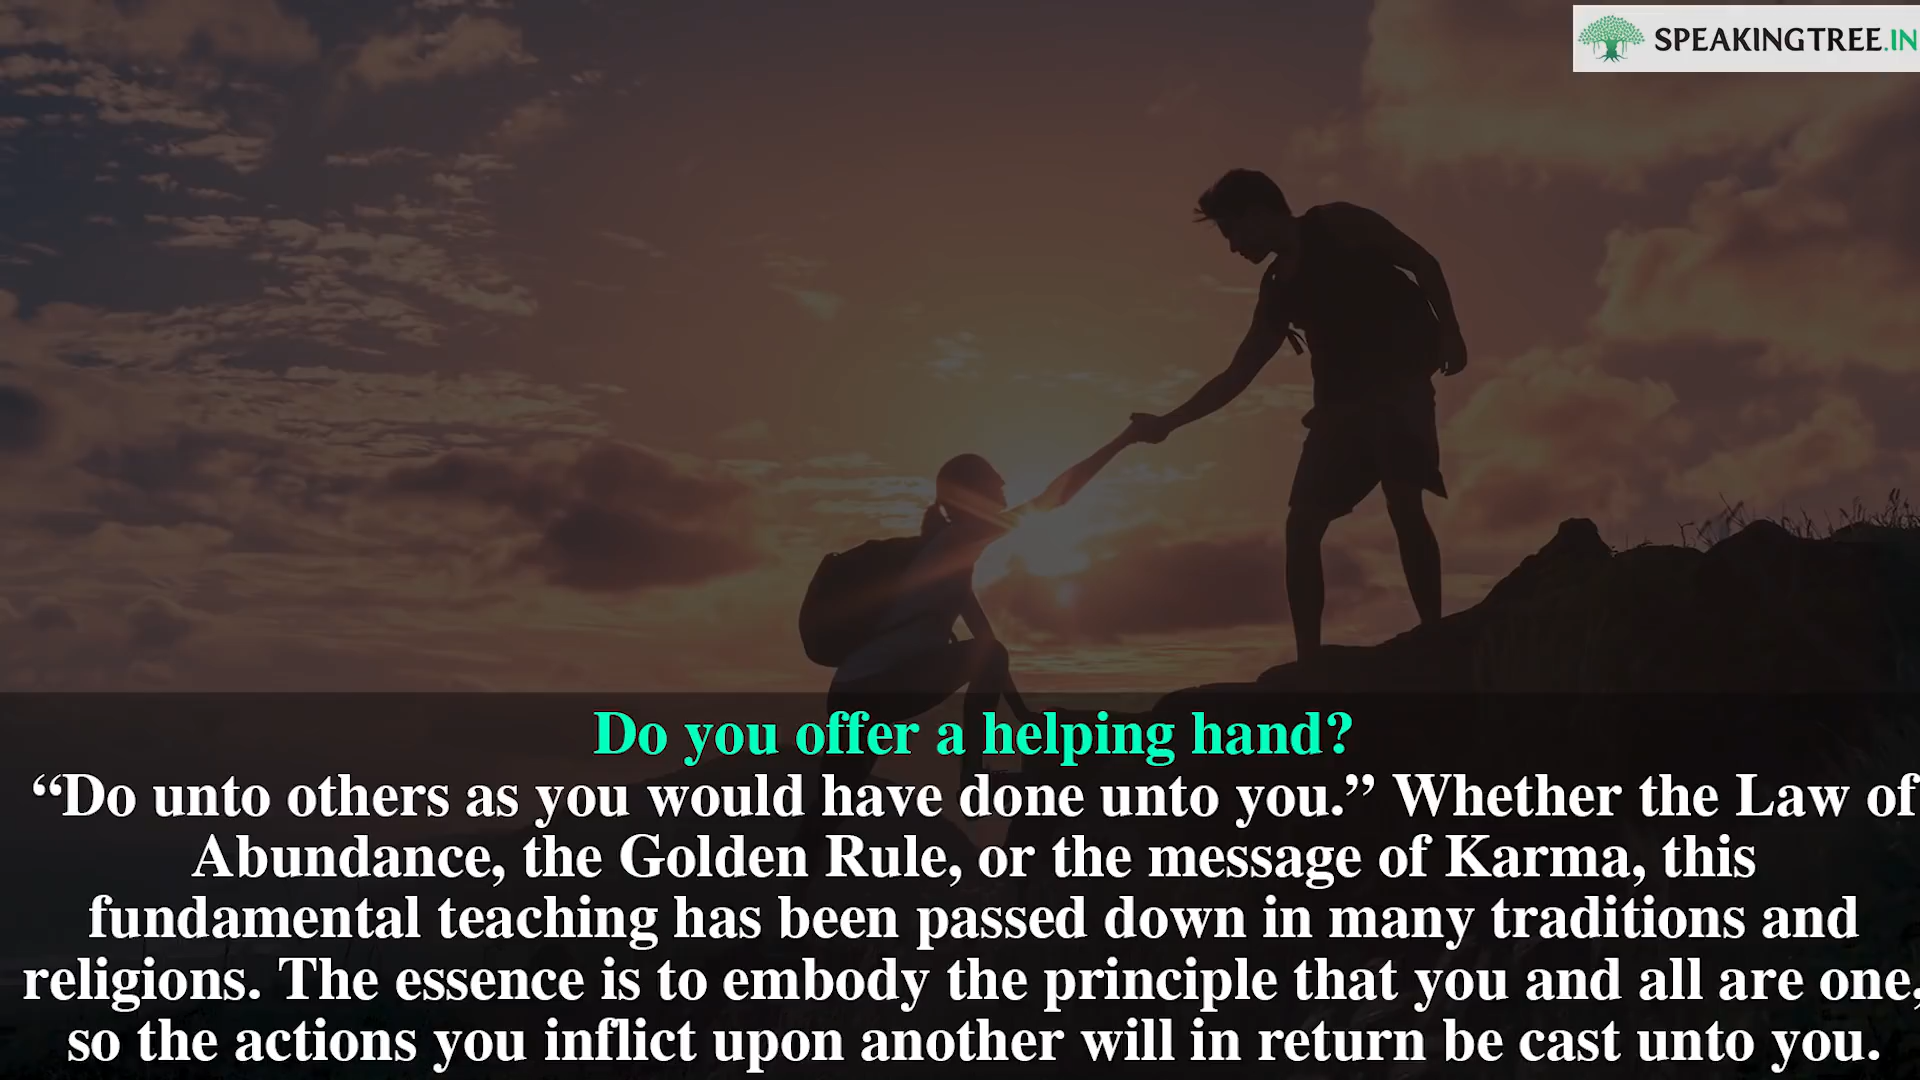 SPEAKINGTREE.IN
Do you offer a helping hand?
“Do unto others as you would have done unto you.” Whether the Law of
Abundance, the Golden Rule, or the message of Karma, this
fundamental teaching has been passed down in many traditions and
religions. The essence is to embody the principle that you and all are one,
so the actions you inflict upon another will in return be cast unto you.